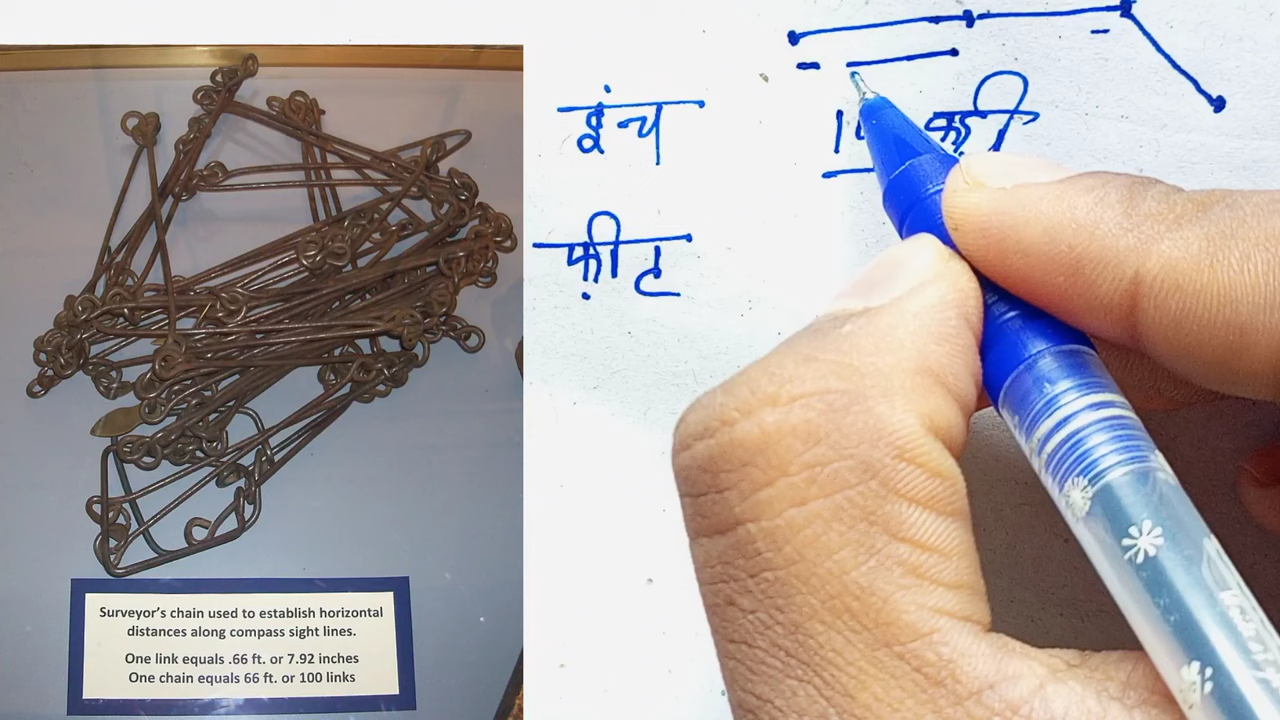 Surveyor's chain used to establish horizontal
distances along compass sight lines.
One link equals .66 ft. or 7.92 inches
One chain equals 66 ft. or 100 links
इंच
कड़ी
फ़ीट